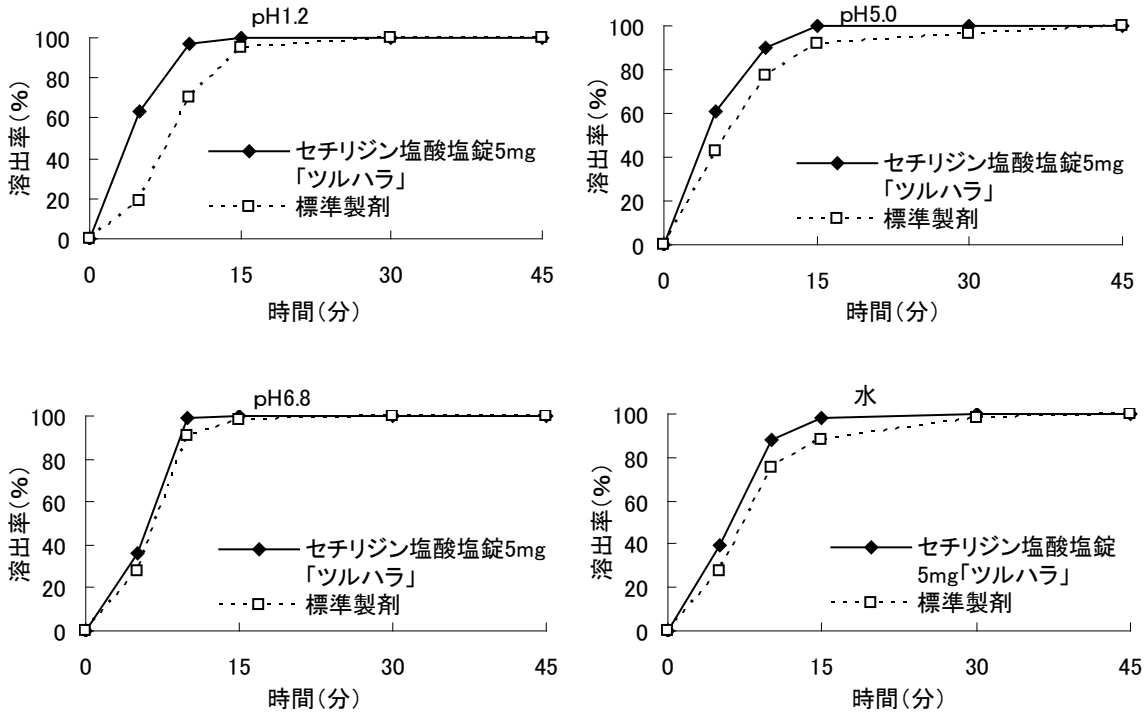 pH1.2
100
80
60
40
20
0
溶出率(%)
セチリジン塩酸塩錠5mg
「ツルハラ」
標準製剤
0 15 30 45
時間(分)
pH5.0
100
80
60
40
20
0
溶出率(%)
セチリジン塩酸塩錠5mg
「ツルハラ」
標準製剤
0 15 30 45
時間(分)
pH6.8
100
80
60
40
20
0
溶出率(%)
セチリジン塩酸塩錠5mg
「ツルハラ」
標準製剤
0 15 30 45
時間(分)
水
100
80
60
40
20
0
溶出率(%)
セチリジン塩酸塩錠
5mg「ツルハラ」
標準製剤
0 15 30 45
時間(分)